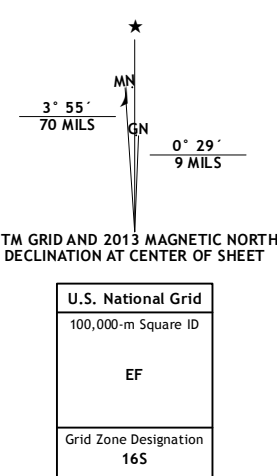 ★
MN
3° 55´
70 MILS
GN
0° 29´
9 MILS
TM GRID AND 2013 MAGNETIC NORTH
DECLINATION AT CENTER OF SHEET
U.S. National Grid
100,000-m Square ID
EF
Grid Zone Designation
16S